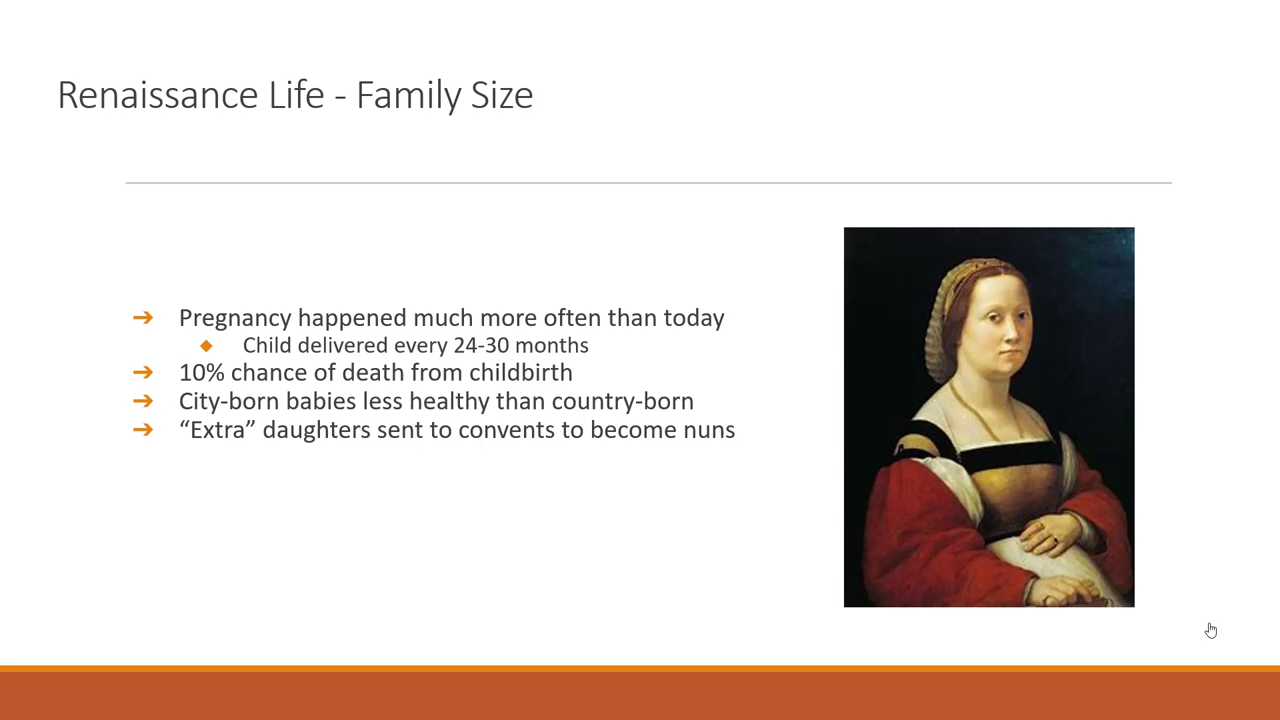 Renaissance Life - Family Size
➔ Pregnancy happened much more often than today
◆ Child delivered every 24-30 months
➔ 10% chance of death from childbirth
➔ City-born babies less healthy than country-born
➔ “Extra” daughters sent to convents to become nuns